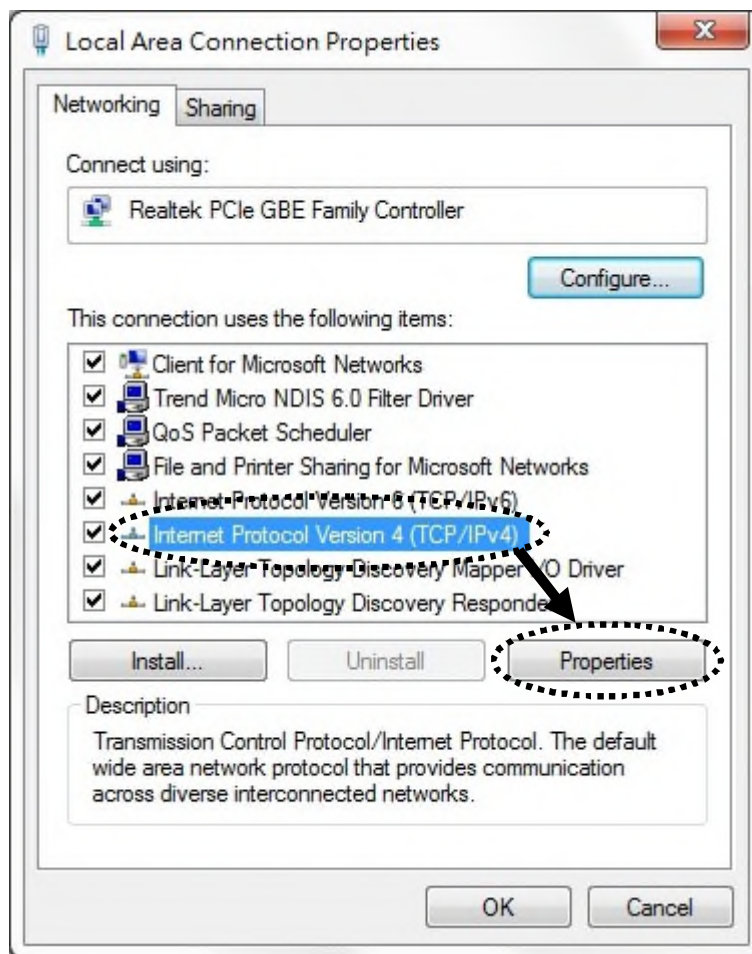 Local Area Connection Properties
Networking
Sharing
Connect using:
Realtek PCIe GBE Family Controller
Configure...
This connection uses the following items:
Client for Microsoft Networks
Trend Micro NDIS 6.0 Filter Driver
QoS Packet Scheduler
File and Printer Sharing for Microsoft Networks
Internet Protocol Version 6 (TCP/IPv6)
Internet Protocol Version 4 (TCP/IPv4)
Link-Layer Topology Discovery Mapper I/O Driver
Link-Layer Topology Discovery Responder
Install...
Uninstall
Properties
Description
Transmission Control Protocol/Internet Protocol. The default
wide area network protocol that provides communication
across diverse interconnected networks.
OK
Cancel